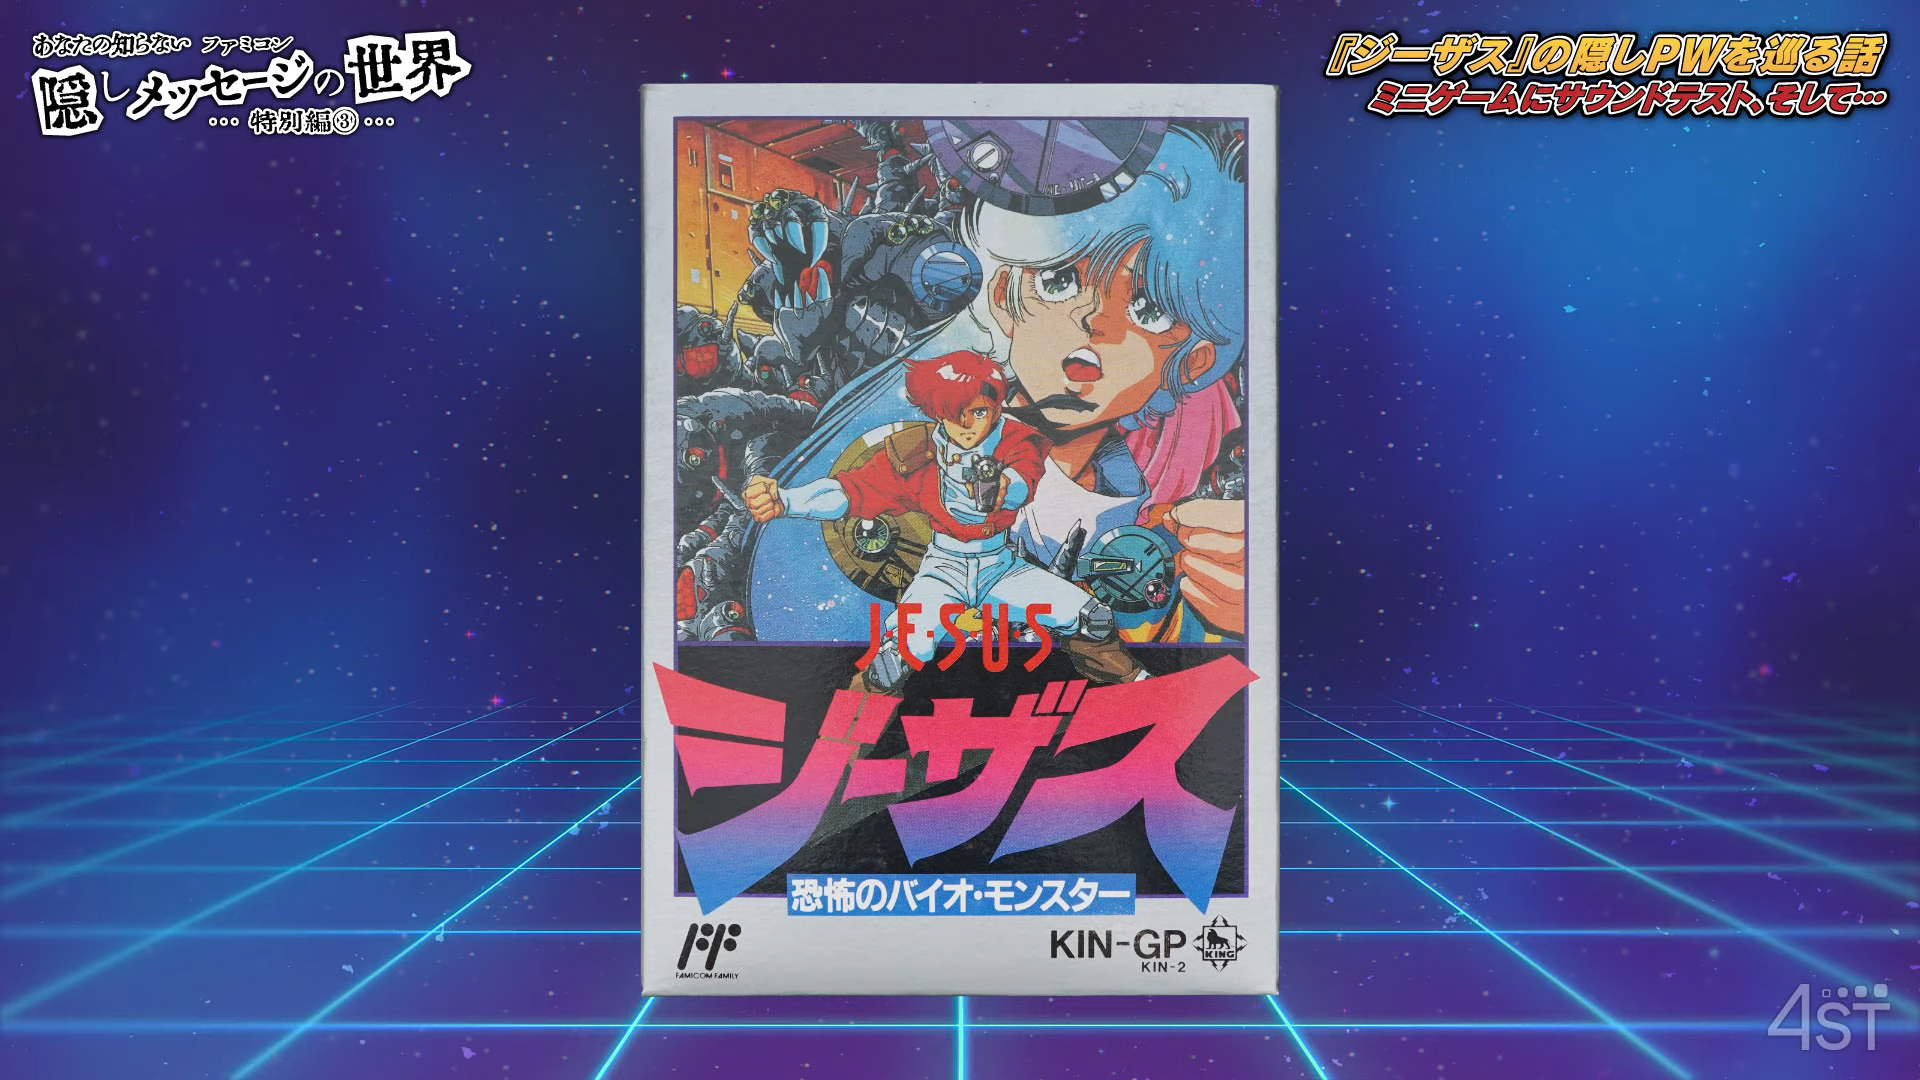 あなたの知らない ファミコン
隠しメッセージの世界
… 特別編③ …
『ジーザス』の隠しPWを巡る話
ミニゲームにサウンドテスト、そして…
J・E・S・U・S
ジーザス
恐怖のバイオ・モンスター
FAMICOM FAMILY
KIN-GP
KIN-2
KING
4ST